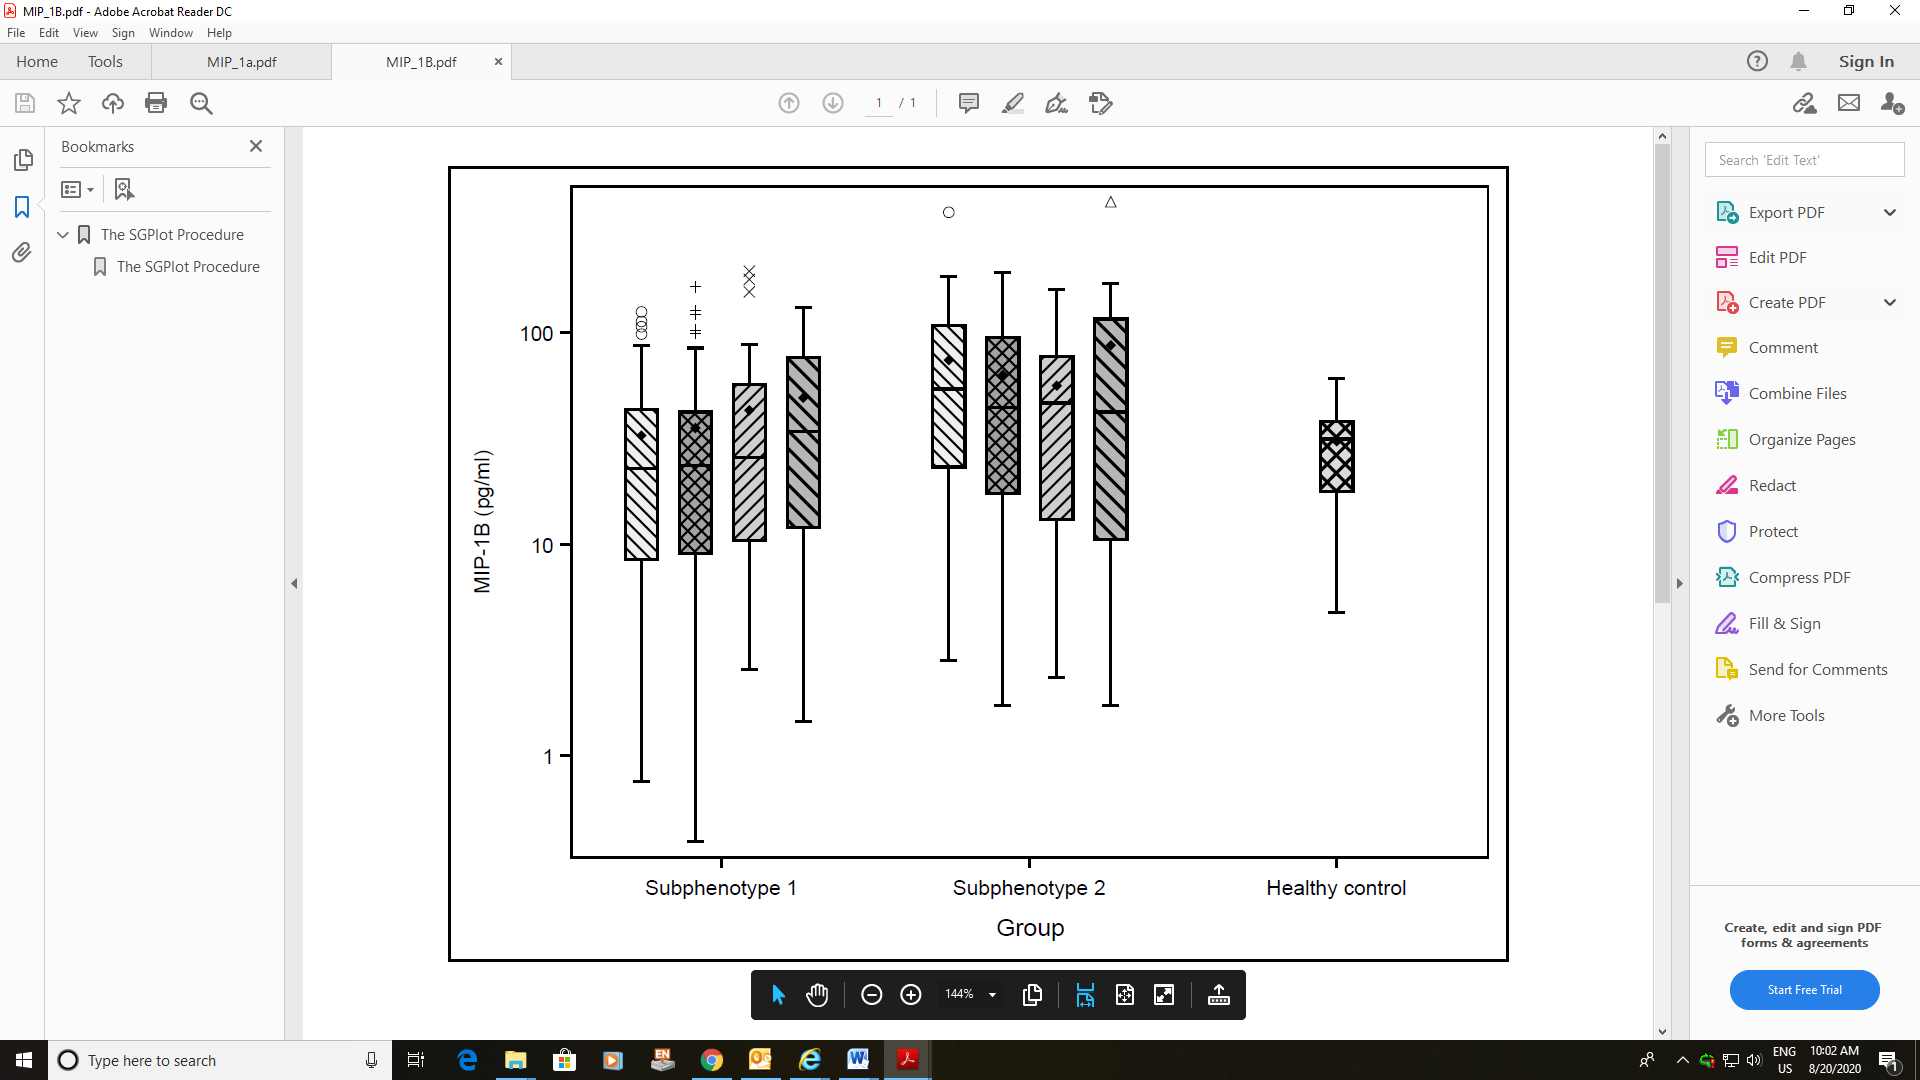 MIP_1B.pdf - Adobe Acrobat Reader DC
File Edit View Sign Window Help
Home Tools MIP_1a.pdf MIP_1B.pdf × ? Sign In
1 / 1
Bookmarks
The SGPlot Procedure
The SGPlot Procedure
MIP-1B (pg/ml)
100
10
1
Subphenotype 1 Subphenotype 2 Healthy control
Group
144%
Search 'Edit Text'
Export PDF
Edit PDF
Create PDF
Comment
Combine Files
Organize Pages
Redact
Protect
Compress PDF
Fill & Sign
Send for Comments
More Tools
Create, edit and sign PDF
forms & agreements
Start Free Trial
Type here to search
EN
ENG
US
10:02 AM
8/20/2020
1